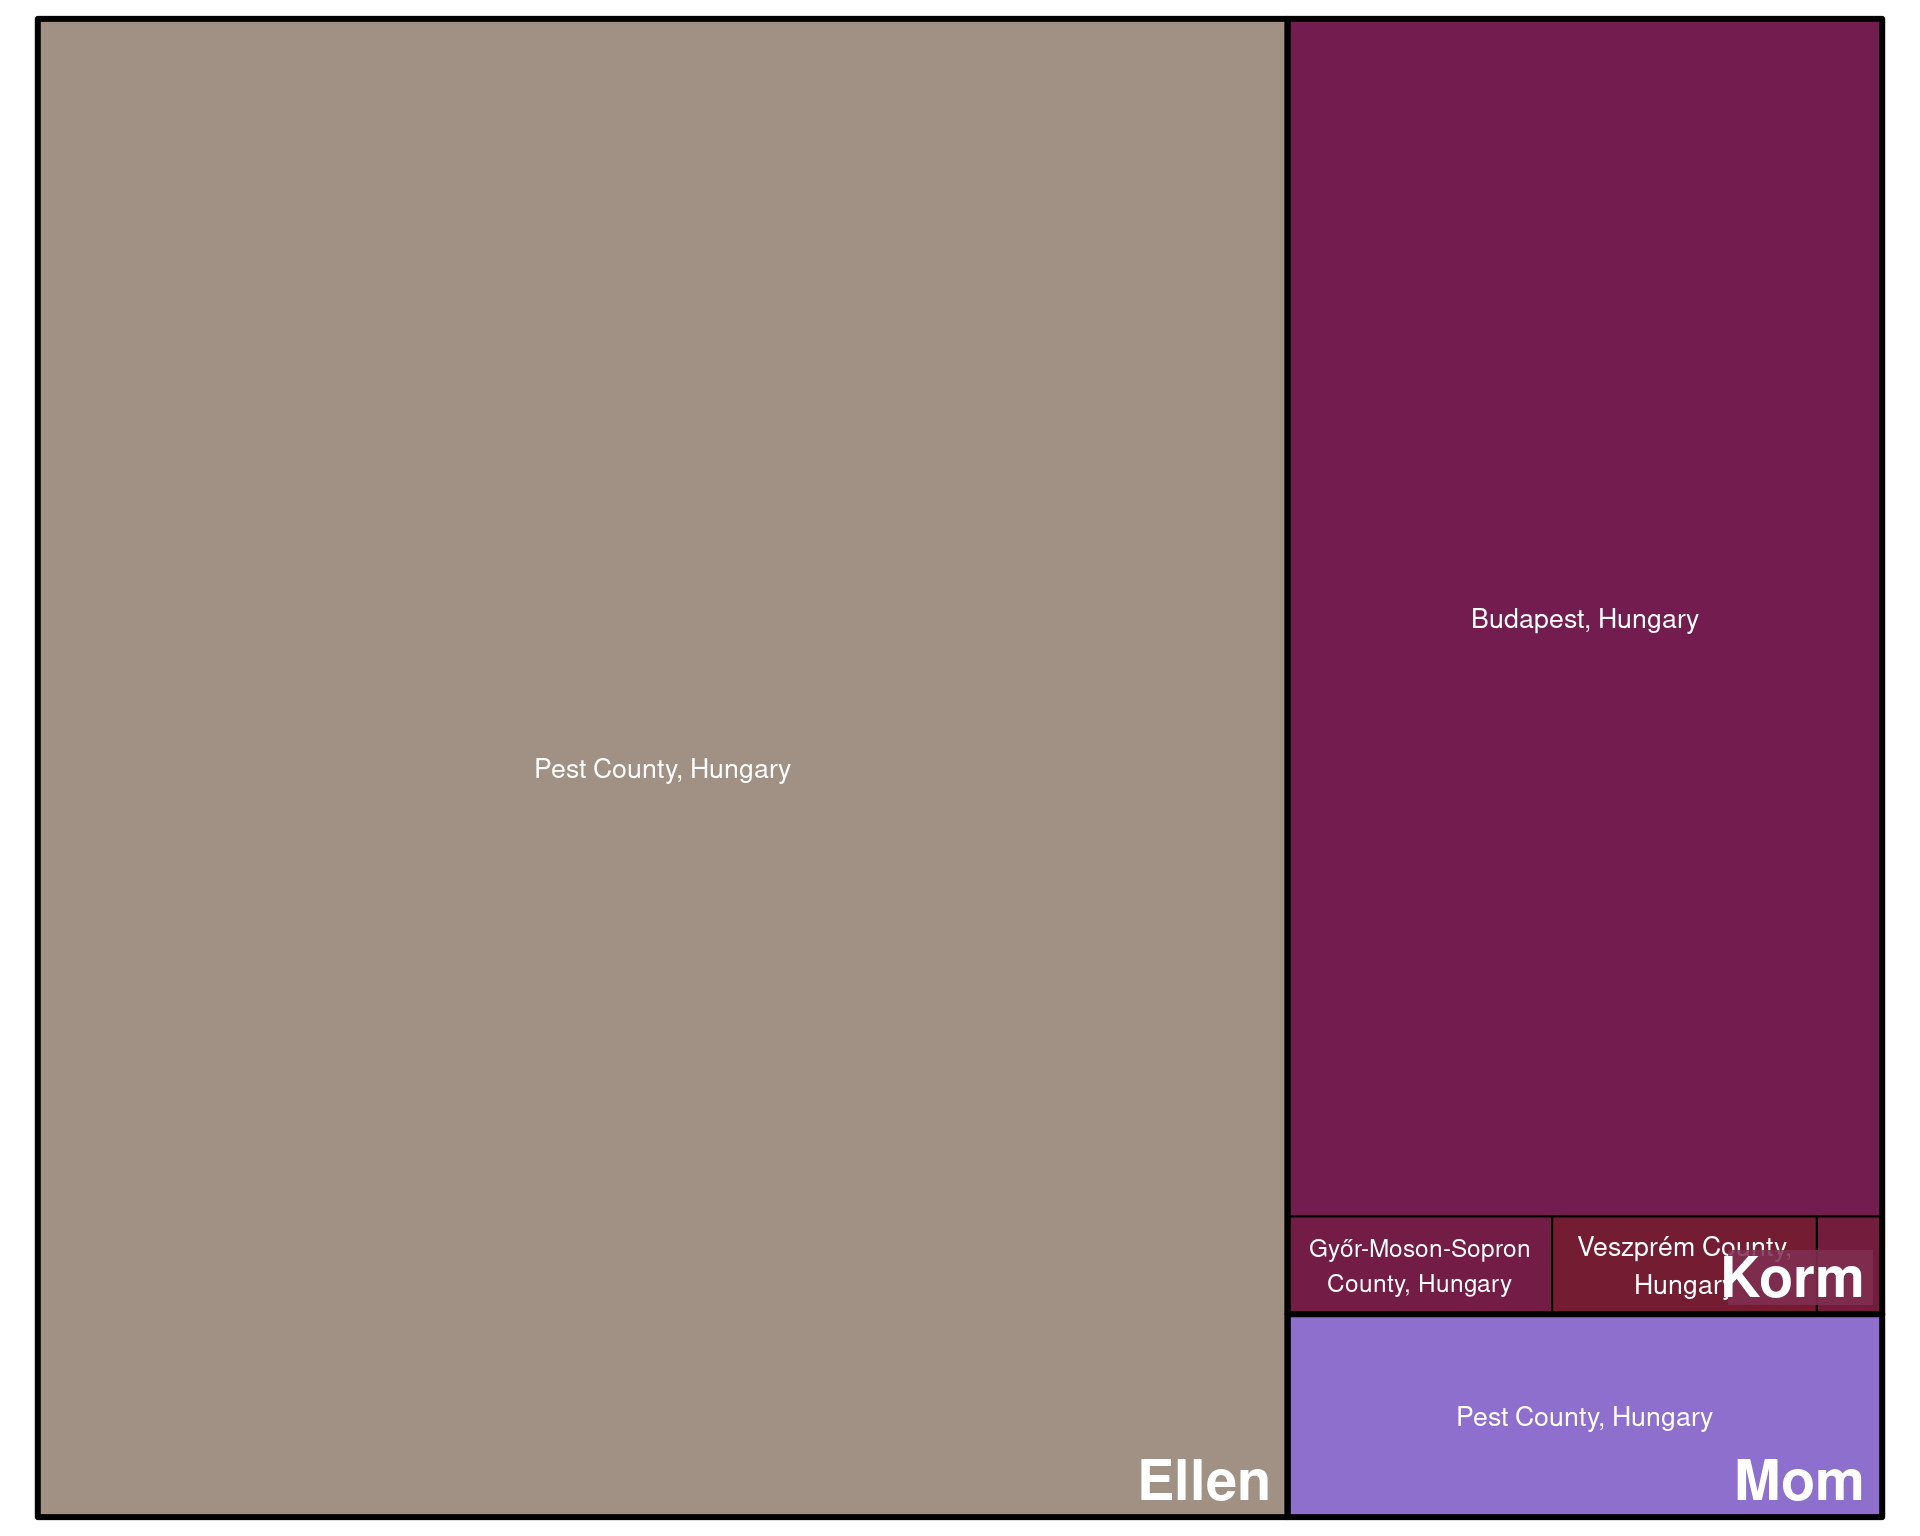 Pest County, Hungary
Ellen
Budapest, Hungary
Győr-Moson-Sopron
County, Hungary
Veszprém County,
Hungary
Korm
Pest County, Hungary
Mom